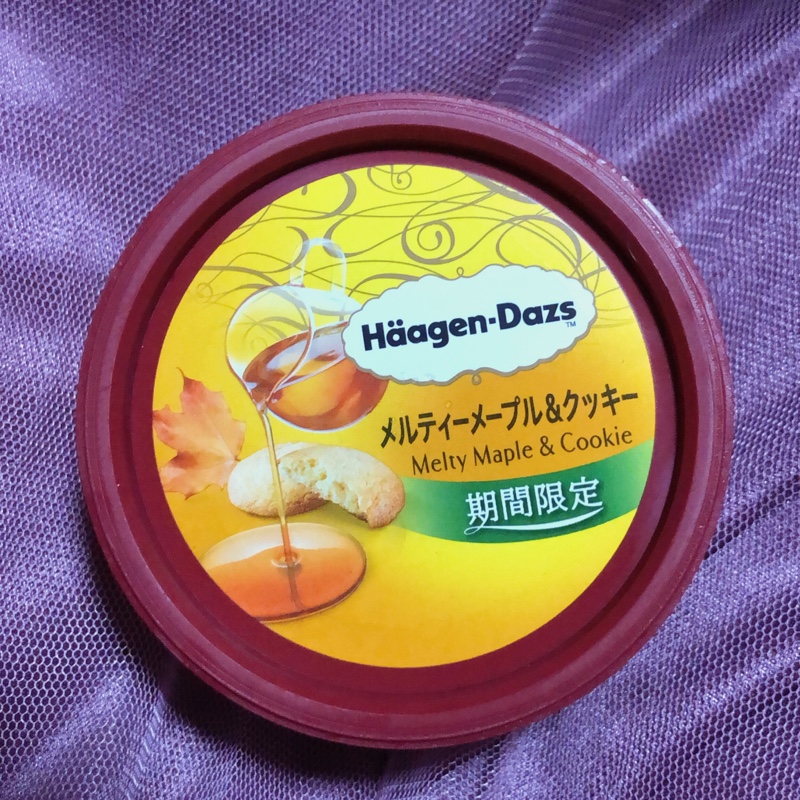 Häagen-Dazs™
メルティーメープル&クッキー
Melty Maple & Cookie
期間限定